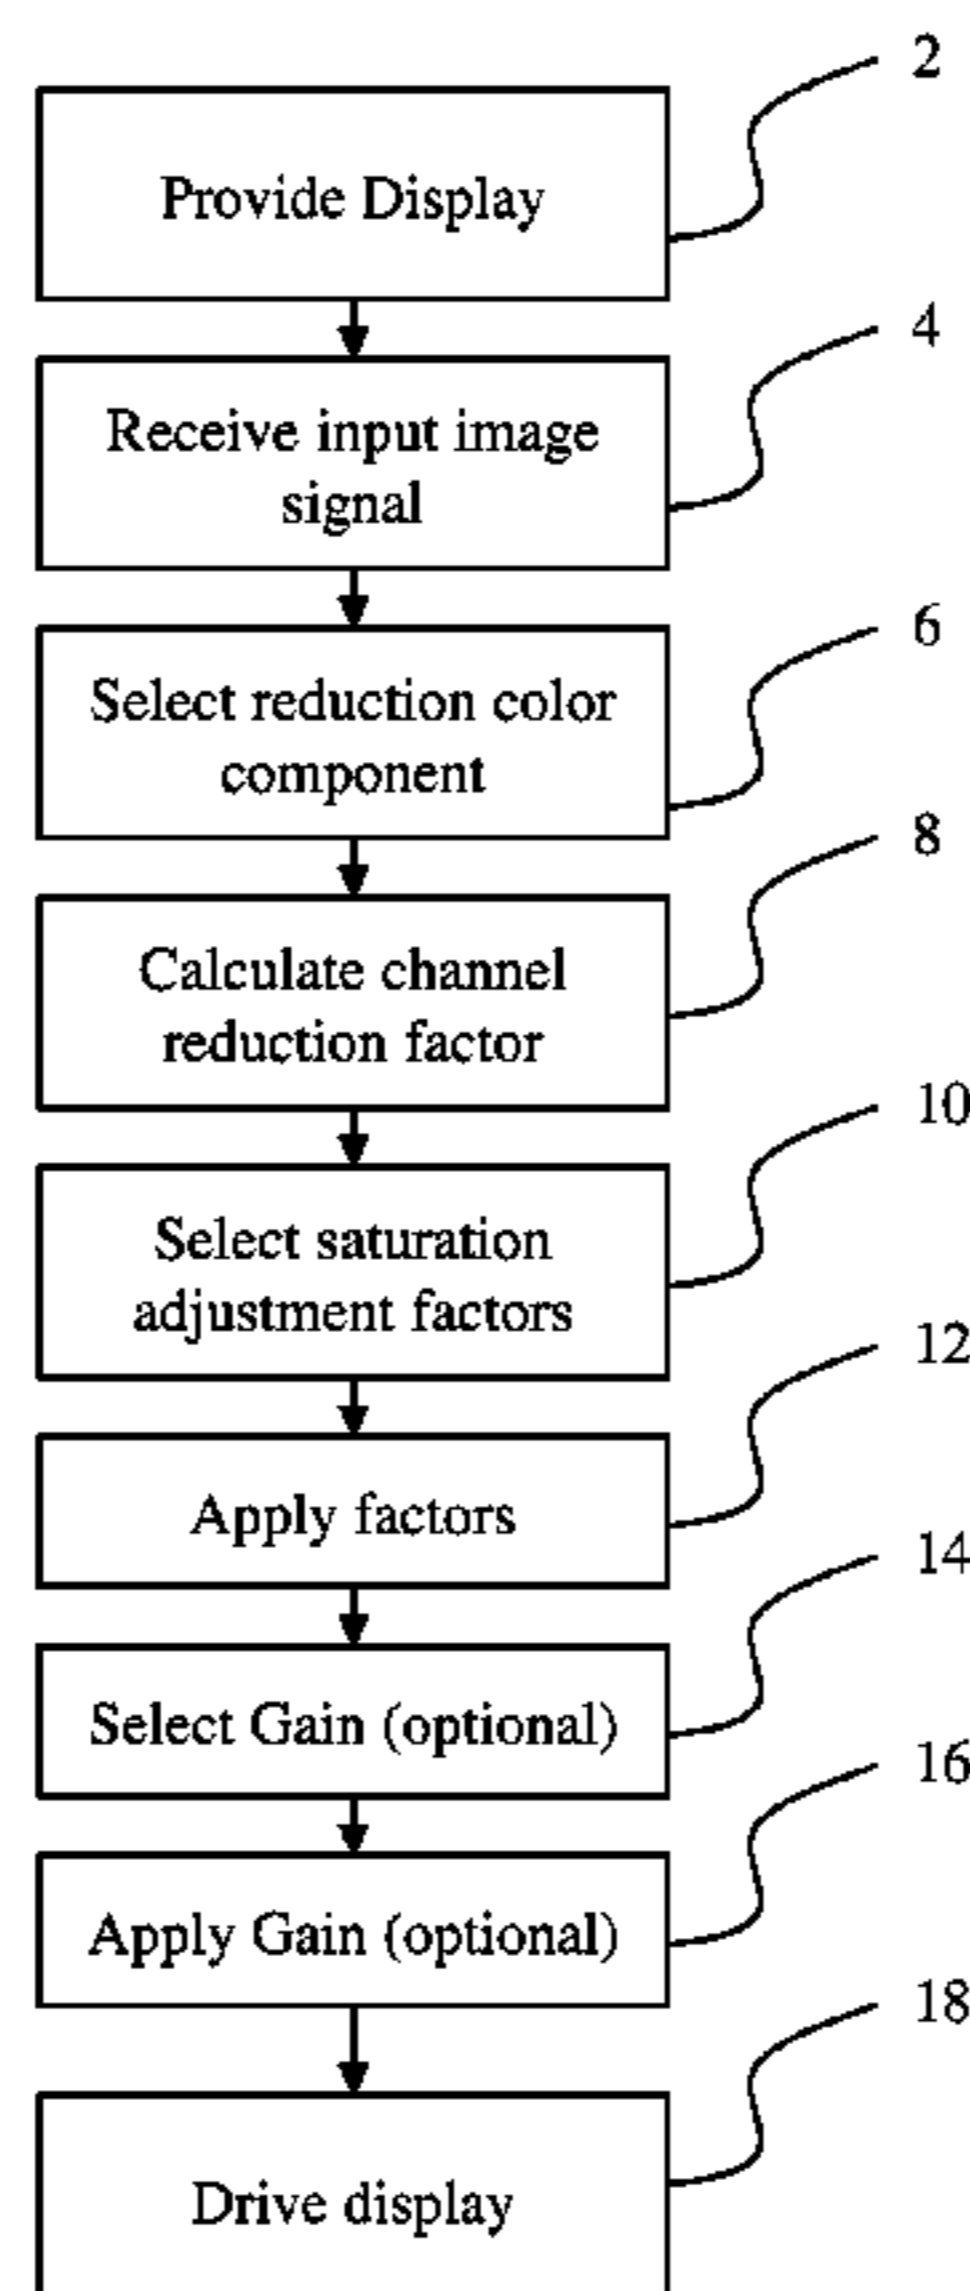 2
Provide Display
4
Receive input image
signal
6
Select reduction color
component
8
Calculate channel
reduction factor
10
Select saturation
adjustment factors
12
Apply factors
14
Select Gain (optional)
16
Apply Gain (optional)
18
Drive display